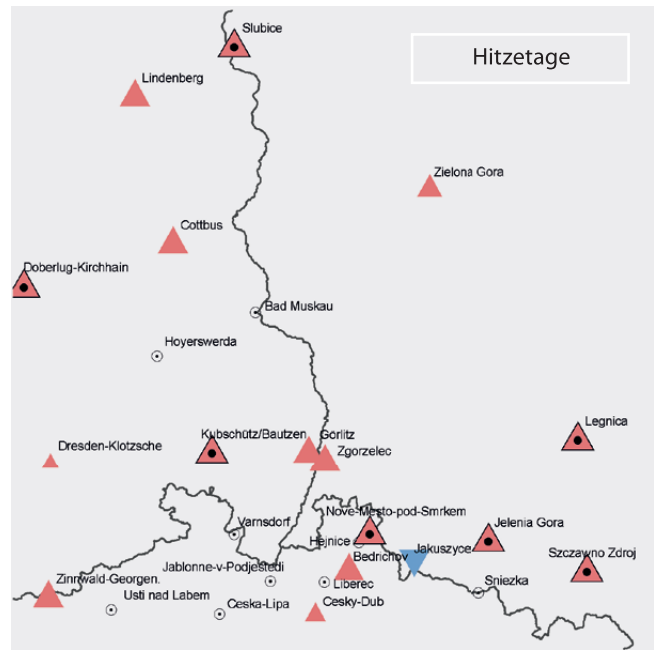 Slubice
Hitzetage
Lindenberg
Zielona Gora
Cottbus
Doberlug-Kirchhain
Bad Muskau
Hoyerswerda
Legnica
Kubschütz/Bautzen
Görlitz
Dresden-Klotzsche
Zgorzelec
Nove-Mesto-pod-Smrkem
Varnsdorf
Jelenia Gora
Hejnice
Jakuszyce
Bedrichov
Szczawno Zdroj
Jablonne-v-Podjestedi
Zinnwald-Georgen.
Liberec
Sniezka
Usti nad Labem
Ceska-Lipa
Cesky-Dub